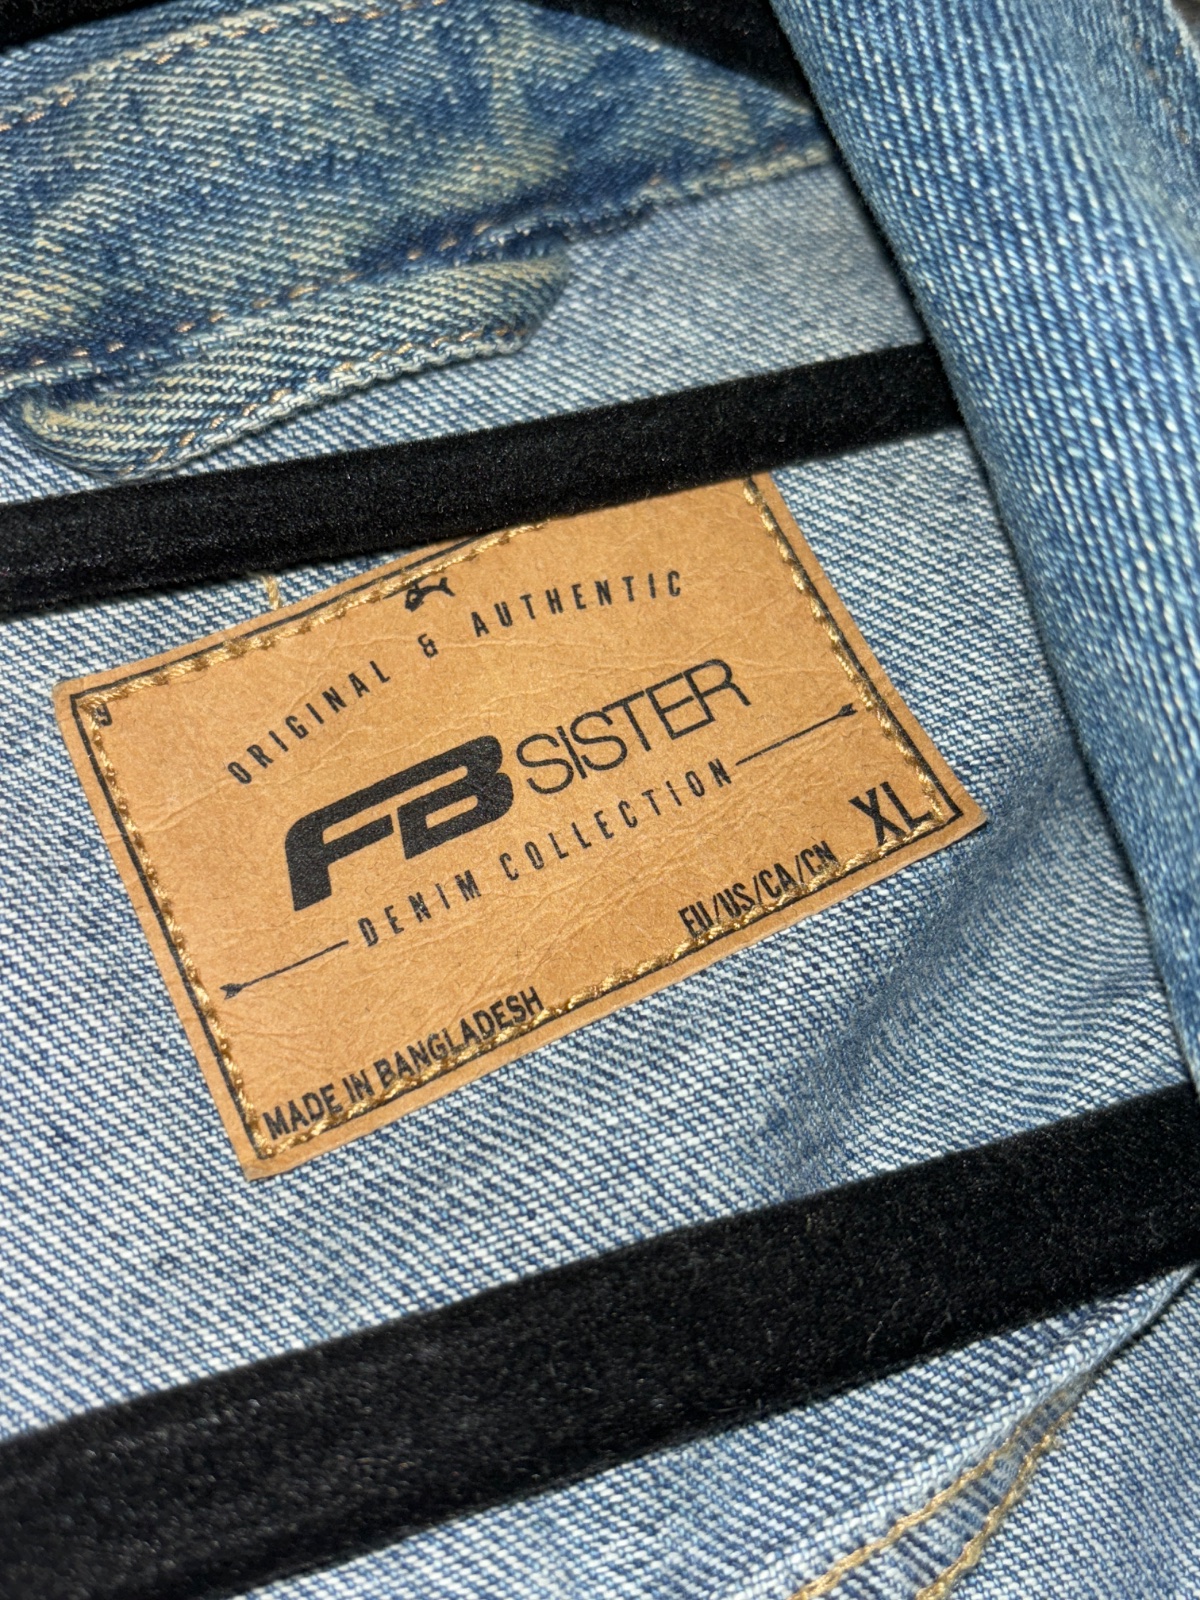 ORIGINAL & AUTHENTIC
FB SISTER
DENIM COLLECTION
EU/US/CA/CN XL
MADE IN BANGLADESH